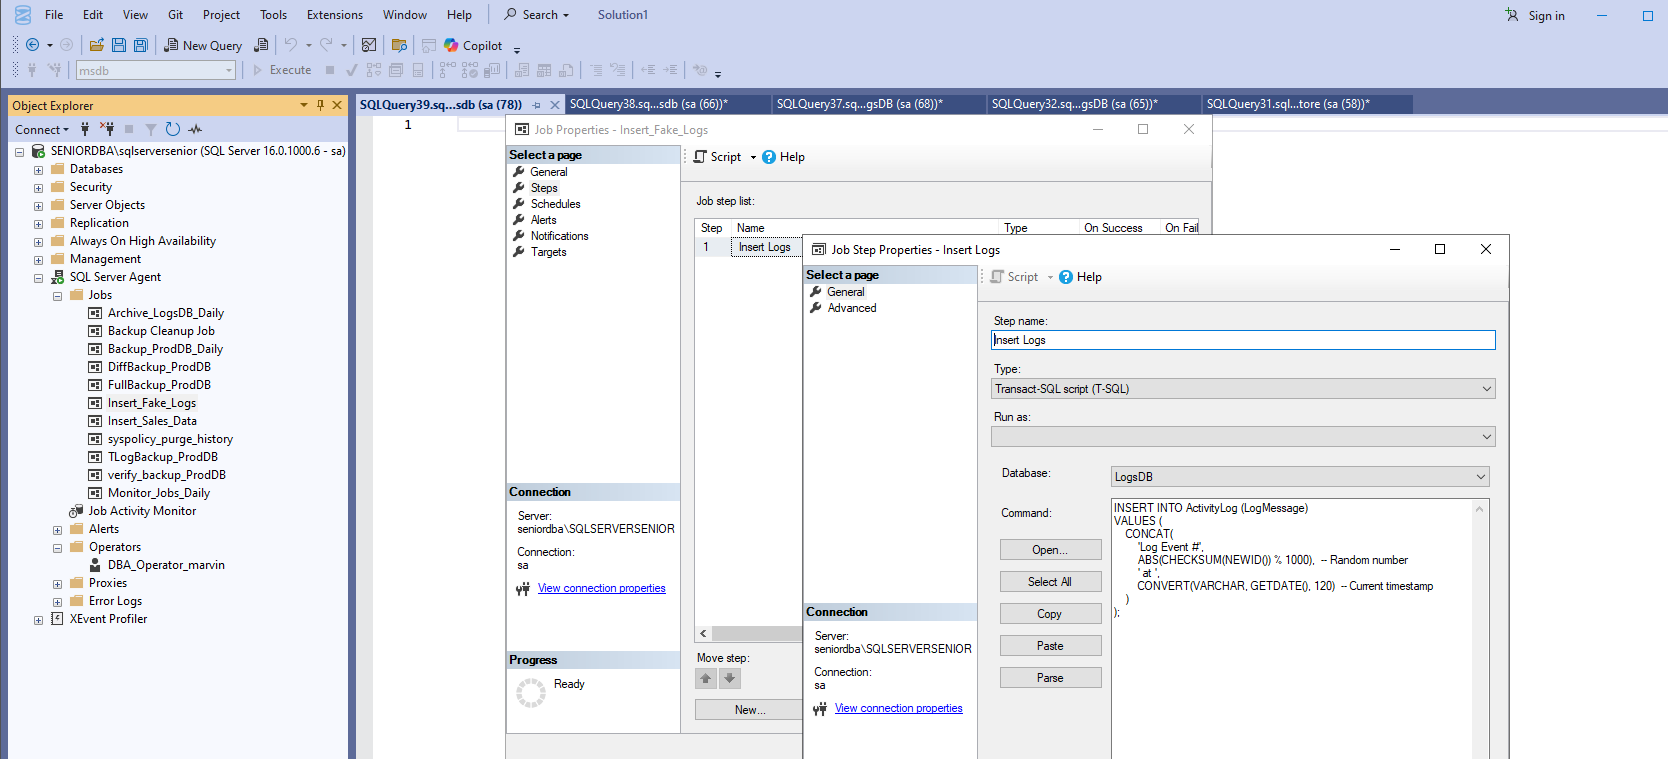 File Edit View Git Project Tools Extensions Window Help Search Solution1 Sign in
New Query Copilot
msdb Execute
Object Explorer
Connect
SENIORDBA\sqlserversenior (SQL Server 16.0.1000.6 - sa)
Databases
Security
Server Objects
Replication
Always On High Availability
Management
SQL Server Agent
Jobs
Archive_LogsDB_Daily
Backup Cleanup Job
Backup_ProdDB_Daily
DiffBackup_ProdDB
FullBackup_ProdDB
Insert_Fake_Logs
Insert_Sales_Data
syspolicy_purge_history
TLogBackup_ProdDB
verify_backup_ProdDB
Monitor_Jobs_Daily
Job Activity Monitor
Alerts
Operators
DBA_Operator_marvin
Proxies
Error Logs
XEvent Profiler
SQLQuery39.sq...sdb (sa (78)) SQLQuery38.sq...sdb (sa (66))* SQLQuery37.sq...gsDB (sa (68))* SQLQuery32.sq...gsDB (sa (65))* SQLQuery31.sql...tore (sa (58))*
1
Job Properties - Insert_Fake_Logs
Select a page
General
Steps
Schedules
Alerts
Notifications
Targets
Connection
Server:
seniordba\SQLSERVERSENIOR
Connection:
sa
View connection properties
Progress
Ready
Script Help
Job step list:
Step Name Type On Success On Fail
1 Insert Logs
Move step:
New...
Job Step Properties - Insert Logs
Select a page
General
Advanced
Connection
Server:
seniordba\SQLSERVERSENIOR
Connection:
sa
View connection properties
Script Help
Step name:
Insert Logs
Type:
Transact-SQL script (T-SQL)
Run as:
Database:
LogsDB
Command:
Open...
Select All
Copy
Paste
Parse
INSERT INTO ActivityLog (LogMessage)
VALUES (
CONCAT(
'Log Event #',
ABS(CHECKSUM(NEWID()) % 1000), -- Random number
' at ',
CONVERT(VARCHAR, GETDATE(), 120) -- Current timestamp
)
);